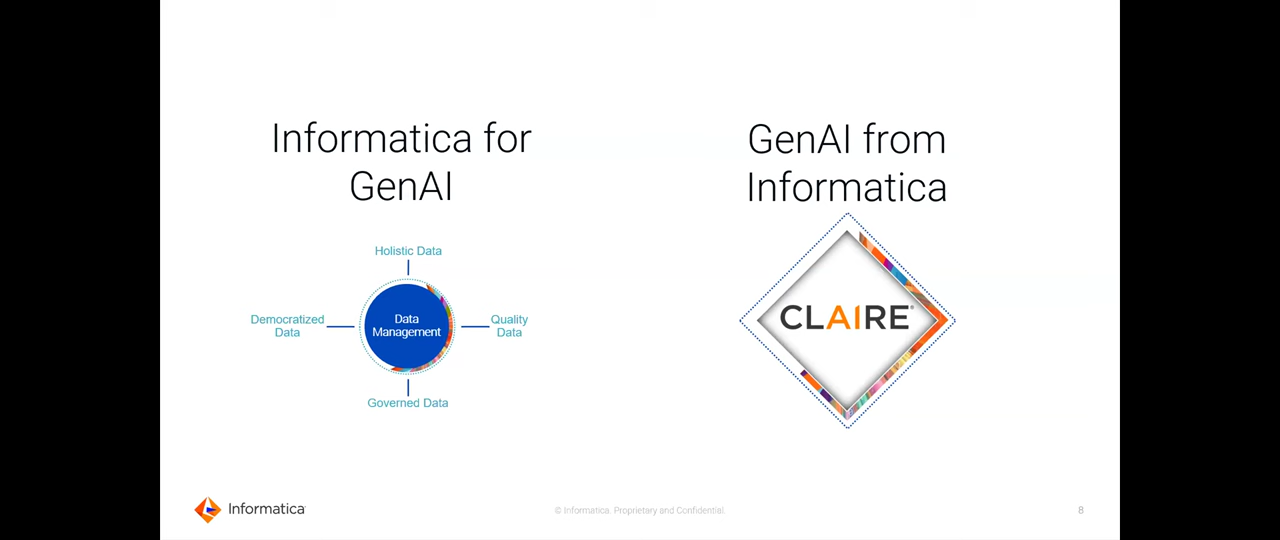 Informatica for
GenAI
Holistic Data
Democratized
Data
Data
Management
Quality
Data
Governed Data
GenAI from
Informatica
CLAIRE®
Informatica
© Informatica. Proprietary and Confidential.
8